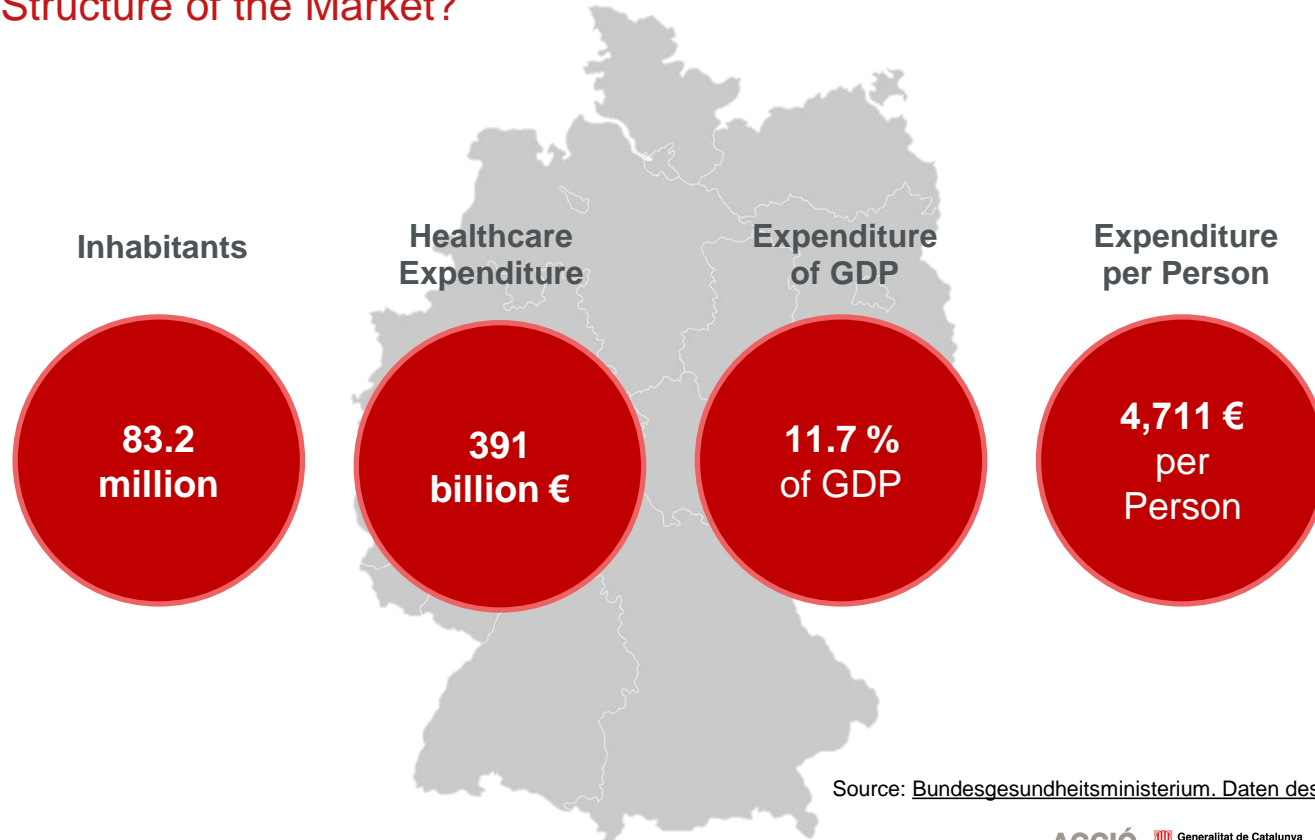 Structure of the Market?
Inhabitants
Healthcare
Expenditure
Expenditure
of GDP
Expenditure
per Person
83.2
million
391
billion €
11.7 %
of GDP
4,711 €
per
Person
Source: Bundesgesundheitsministerium. Daten des
ACCIÓ
Generalitat de Catalunya